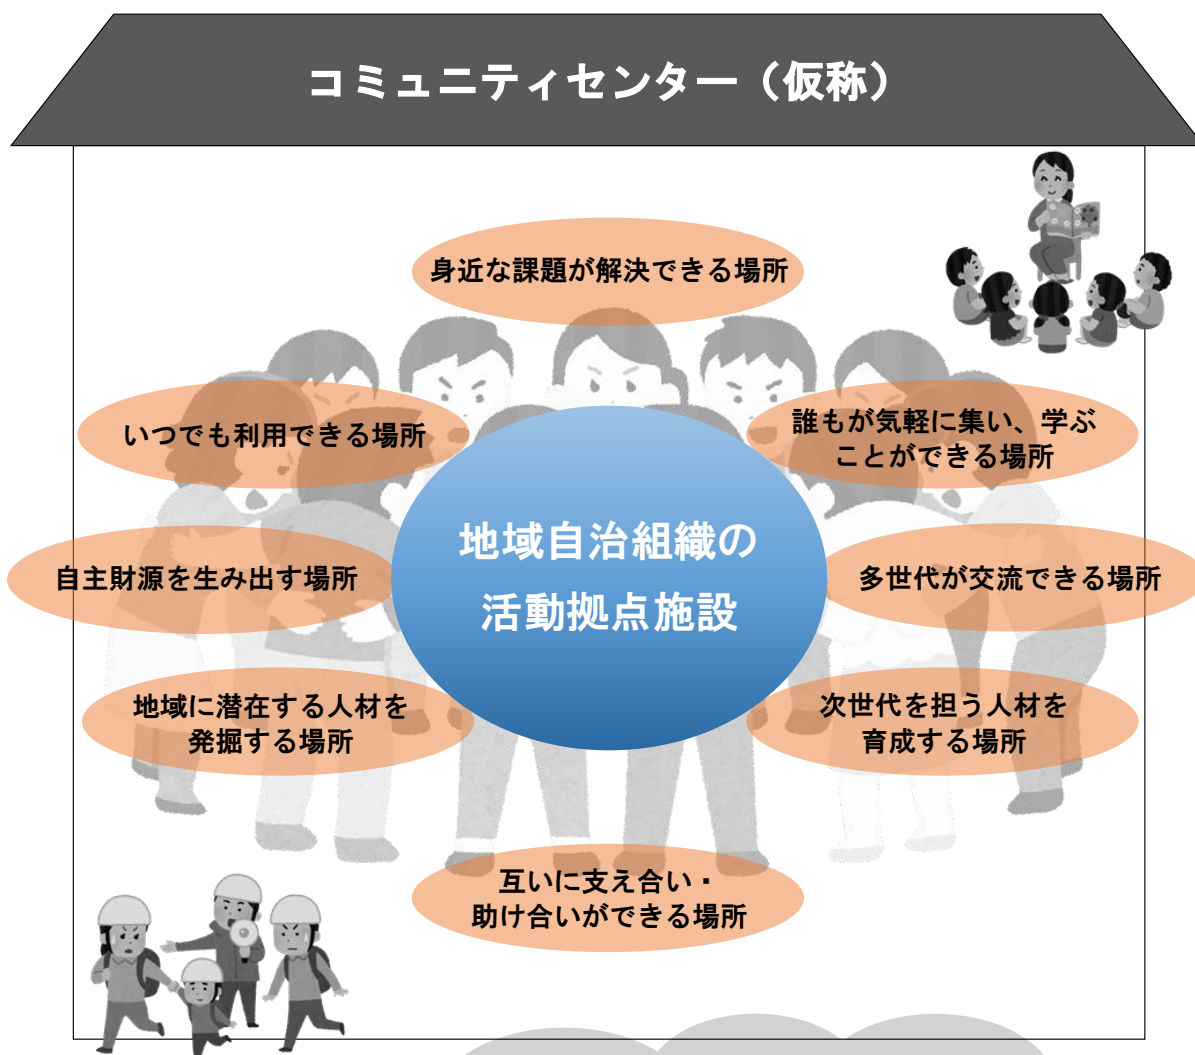 コミュニティセンター（仮称）
身近な課題が解決できる場所
いつでも利用できる場所
誰もが気軽に集い、学ぶ
ことができる場所
地域自治組織の
活動拠点施設
自主財源を生み出す場所
多世代が交流できる場所
地域に潜在する人材を
発掘する場所
次世代を担う人材を
育成する場所
互いに支え合い・
助け合いができる場所